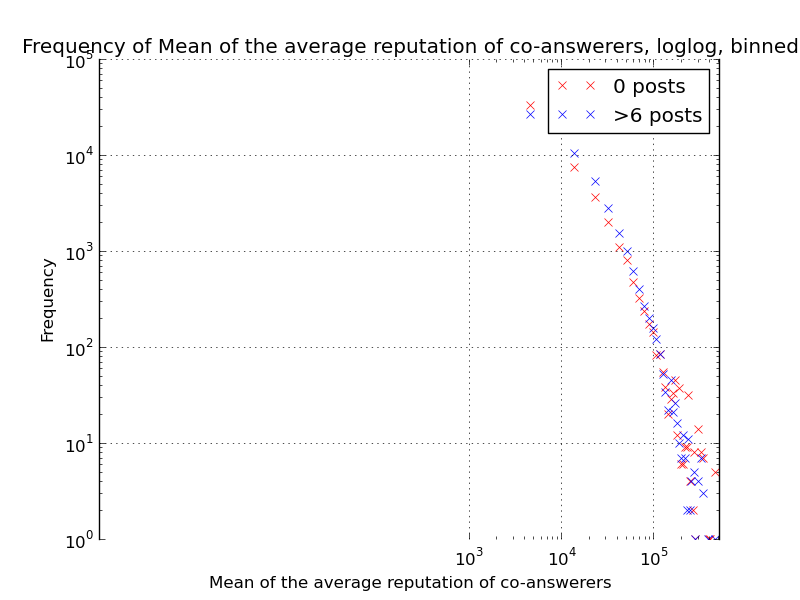 Frequency of Mean of the average reputation of co-answerers, loglog, binned
10^5
0 posts
>6 posts
10^4
10^3
Frequency
10^2
10^1
10^0
10^3 10^4 10^5
Mean of the average reputation of co-answerers